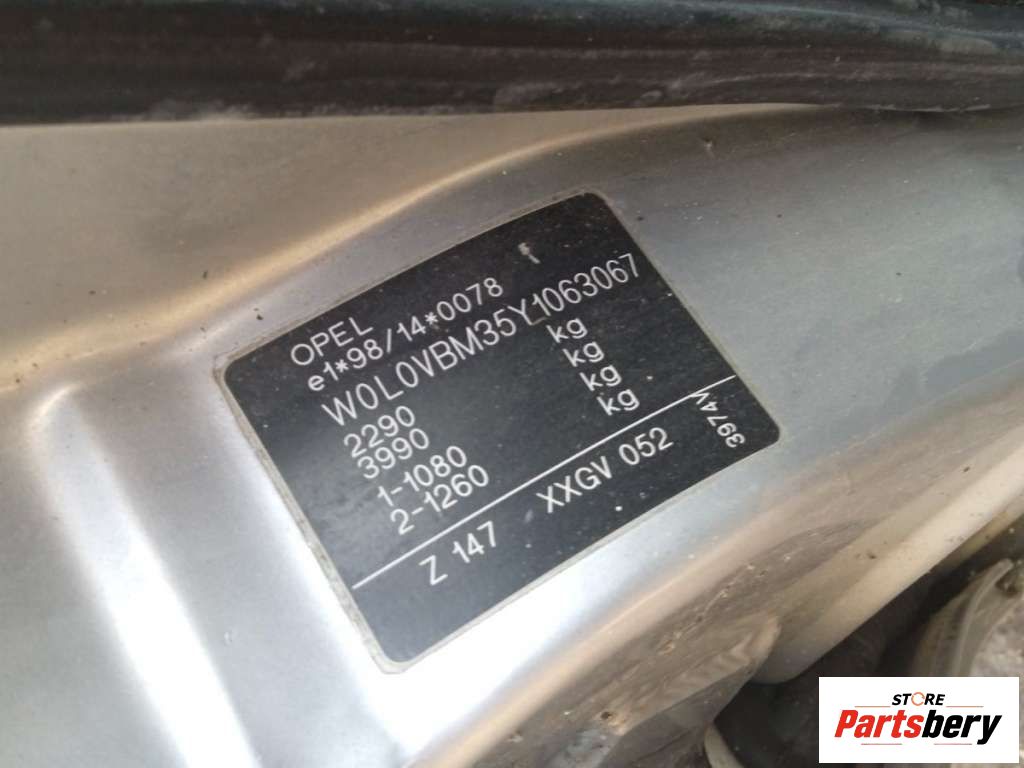 OPEL
e1*98/14*0078
W0L0VBM35Y1063067
2290 kg
3990 kg
1-1080 kg
2-1260 kg
3974V
Z 147 XXGV 052
STORE
Partsbery